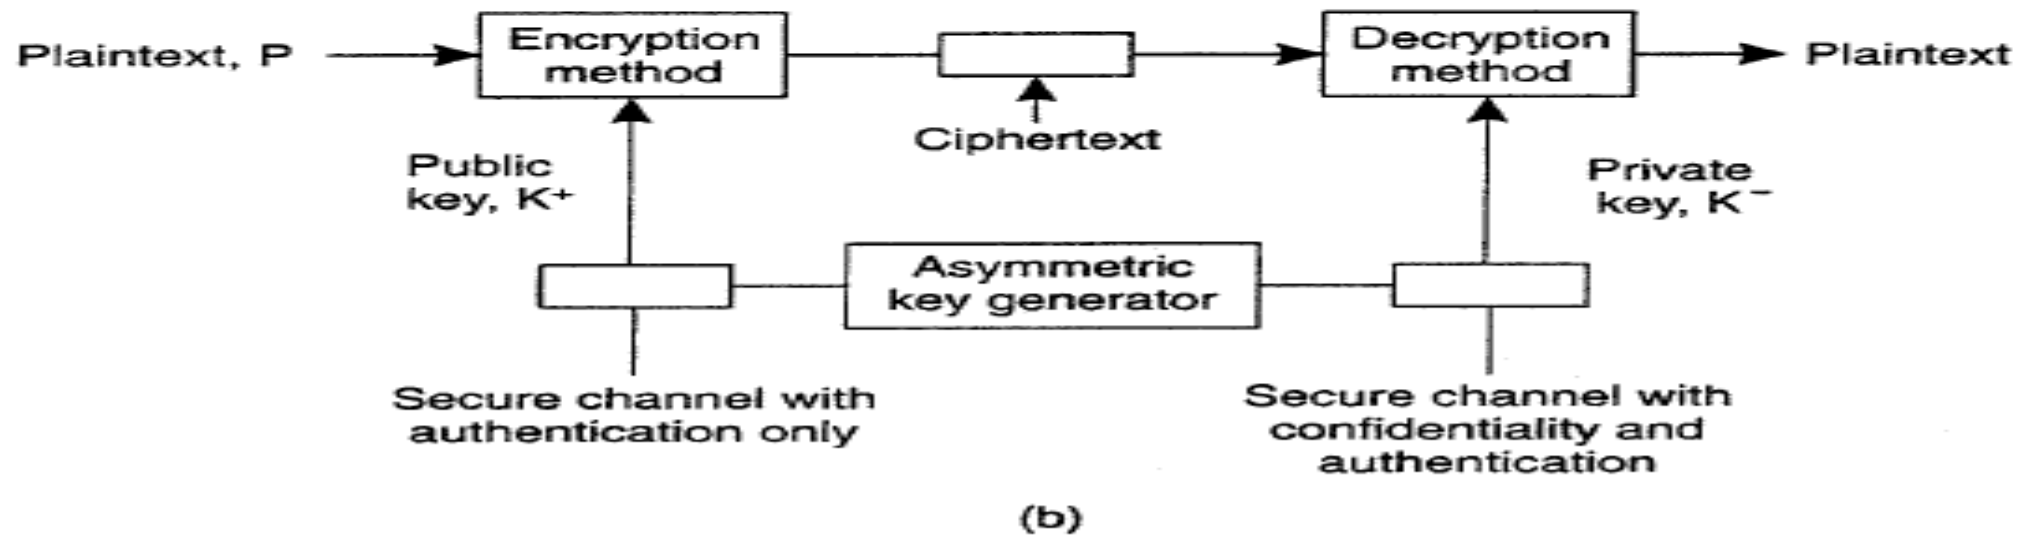 Plaintext, P
Encryption
method
Decryption
method
Plaintext
Ciphertext
Public
key, K+
Private
key, K−
Asymmetric
key generator
Secure channel with
authentication only
Secure channel with
confidentiality and
authentication
(b)